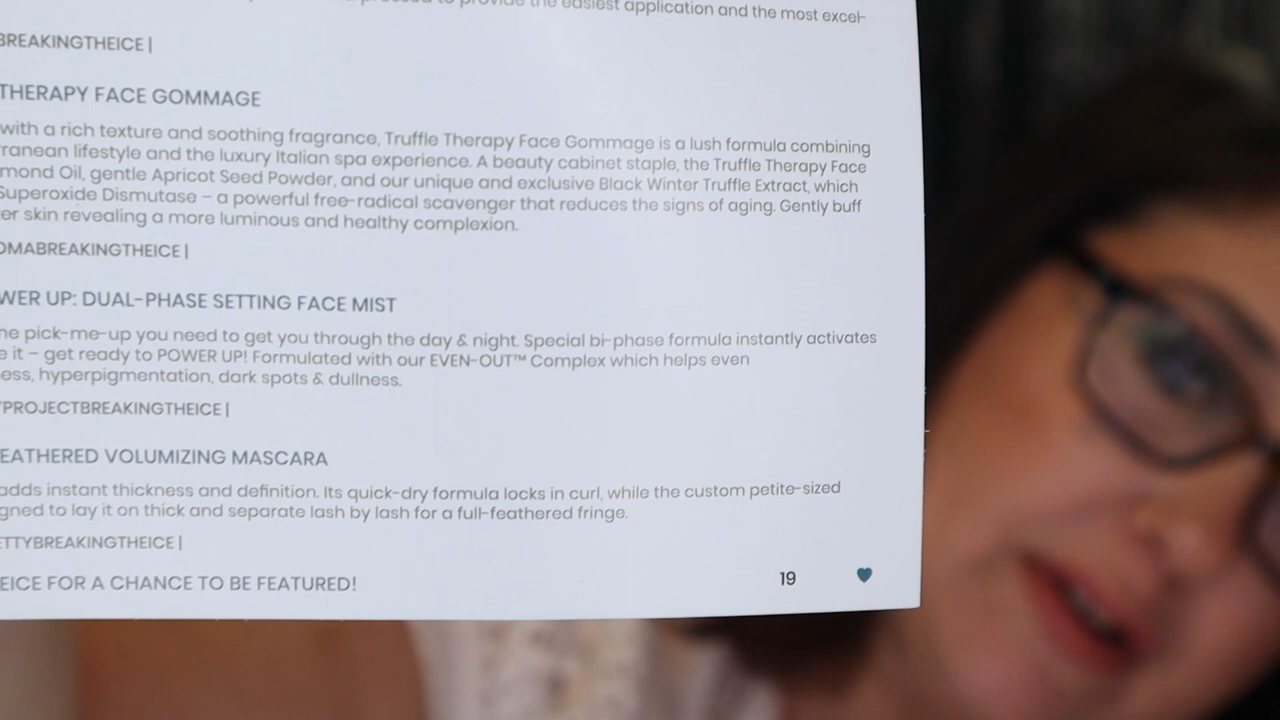 to provide the easiest application and the most excel-
BREAKINGTHEICE |
THERAPY FACE GOMMAGE
with a rich texture and soothing fragrance, Truffle Therapy Face Gommage is a lush formula combining
ranean lifestyle and the luxury Italian spa experience. A beauty cabinet staple, the Truffle Therapy Face
mond Oil, gentle Apricot Seed Powder, and our unique and exclusive Black Winter Truffle Extract, which
Superoxide Dismutase – a powerful free-radical scavenger that reduces the signs of aging. Gently buff
er skin revealing a more luminous and healthy complexion.
OMABREAKINGTHEICE |
WER UP: DUAL-PHASE SETTING FACE MIST
ne pick-me-up you need to get you through the day & night. Special bi-phase formula instantly activates
e it – get ready to POWER UP! Formulated with our EVEN-OUT™ Complex which helps even
ess, hyperpigmentation, dark spots & dullness.
YPROJECTBREAKINGTHEICE |
EATHERED VOLUMIZING MASCARA
adds instant thickness and definition. Its quick-dry formula locks in curl, while the custom petite-sized
gned to lay it on thick and separate lash by lash for a full-feathered fringe.
ETTYBREAKINGTHEICE |
EICE FOR A CHANCE TO BE FEATURED!
19